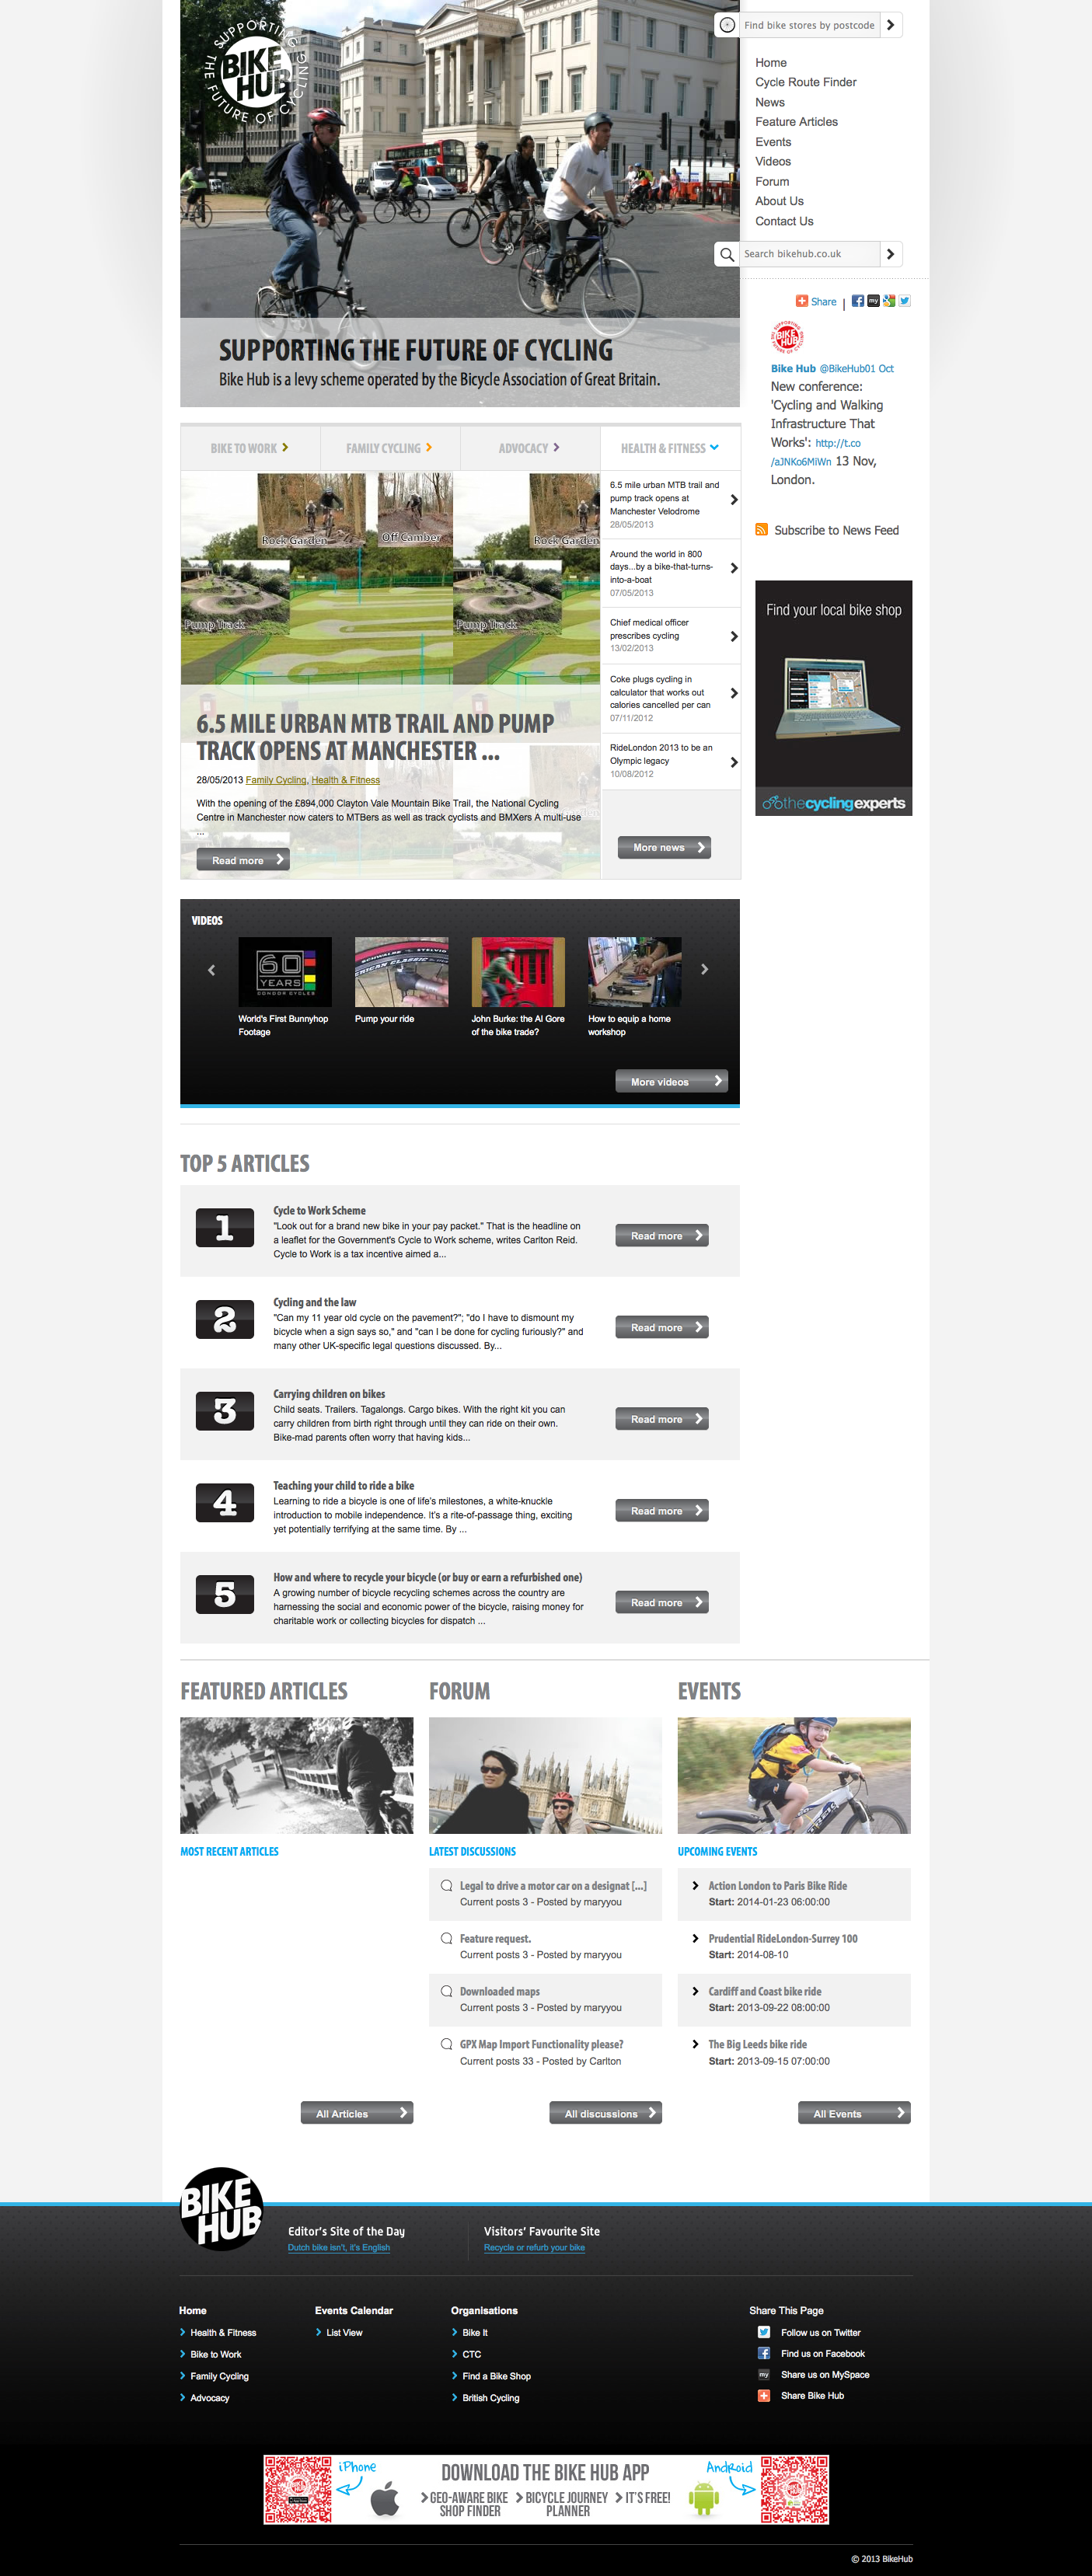 THE SUPPORTING FUTURE OF CYCLING
BIKE
HUB
Find bike stores by postcode
Home
Cycle Route Finder
News
Feature Articles
Events
Videos
Forum
About Us
Contact Us
Search bikehub.co.uk
SUPPORTING THE FUTURE OF CYCLING
Bike Hub is a levy scheme operated by the Bicycle Association of Great Britain.
Share |
my
BIKE
HUB
Bike Hub @BikeHub01 Oct
New conference:
'Cycling and Walking
Infrastructure That
Works': http://t.co
/aJNKo6MiWn 13 Nov,
London.
Subscribe to News Feed
Find your local bike shop
thecyclingexperts
BIKE TO WORK
FAMILY CYCLING
ADVOCACY
HEALTH & FITNESS
Rock Garden
Off Camber
Rock Garden
Pump Track
Pump Track
6.5 MILE URBAN MTB TRAIL AND PUMP
TRACK OPENS AT MANCHESTER ...
28/05/2013 Family Cycling, Health & Fitness
With the opening of the £894,000 Clayton Vale Mountain Bike Trail, the National Cycling
Centre in Manchester now caters to MTBers as well as track cyclists and BMXers A multi-use
...
Read more
6.5 mile urban MTB trail and
pump track opens at
Manchester Velodrome
28/05/2013
Around the world in 800
days...by a bike-that-turns-
into-a-boat
07/05/2013
Chief medical officer
prescribes cycling
13/02/2013
Coke plugs cycling in
calculator that works out
calories cancelled per can
07/11/2012
RideLondon 2013 to be an
Olympic legacy
10/08/2012
More news
VIDEOS
60
YEARS
CONDOR CYCLES
SCHWALBE STELVIO
AMERICAN CLASSIC
World's First Bunnyhop
Footage
Pump your ride
John Burke: the Al Gore
of the bike trade?
How to equip a home
workshop
More videos
TOP 5 ARTICLES
1
Cycle to Work Scheme
"Look out for a brand new bike in your pay packet." That is the headline on
a leaflet for the Government's Cycle to Work scheme, writes Carlton Reid.
Cycle to Work is a tax incentive aimed a...
Read more
2
Cycling and the law
"Can my 11 year old cycle on the pavement?"; "do I have to dismount my
bicycle when a sign says so," and "can I be done for cycling furiously?" and
many other UK-specific legal questions discussed. By...
Read more
3
Carrying children on bikes
Child seats. Trailers. Tagalongs. Cargo bikes. With the right kit you can
carry children from birth right through until they can ride on their own.
Bike-mad parents often worry that having kids...
Read more
4
Teaching your child to ride a bike
Learning to ride a bicycle is one of life's milestones, a white-knuckle
introduction to mobile independence. It's a rite-of-passage thing, exciting
yet potentially terrifying at the same time. By ...
Read more
5
How and where to recycle your bicycle (or buy or earn a refurbished one)
A growing number of bicycle recycling schemes across the country are
harnessing the social and economic power of the bicycle, raising money for
charitable work or collecting bicycles for dispatch ...
Read more
FEATURED ARTICLES
MOST RECENT ARTICLES
All Articles
FORUM
LATEST DISCUSSIONS
Legal to drive a motor car on a designat [...]
Current posts 3 - Posted by maryyou
Feature request.
Current posts 3 - Posted by maryyou
Downloaded maps
Current posts 3 - Posted by maryyou
GPX Map Import Functionality please?
Current posts 33 - Posted by Carlton
All discussions
EVENTS
UPCOMING EVENTS
Action London to Paris Bike Ride
Start: 2014-01-23 06:00:00
Prudential RideLondon-Surrey 100
Start: 2014-08-10
Cardiff and Coast bike ride
Start: 2013-09-22 08:00:00
The Big Leeds bike ride
Start: 2013-09-15 07:00:00
All Events
BIKE
HUB
Editor's Site of the Day
Dutch bike isn't, it's English
Visitors' Favourite Site
Recycle or refurb your bike
Home
Health & Fitness
Bike to Work
Family Cycling
Advocacy
Events Calendar
List View
Organisations
Bike It
CTC
Find a Bike Shop
British Cycling
Share This Page
Follow us on Twitter
Find us on Facebook
my
Share us on MySpace
Share Bike Hub
iPhone
DOWNLOAD THE BIKE HUB APP
GEO-AWARE BIKE
SHOP FINDER
BICYCLE JOURNEY
PLANNER
IT'S FREE!
Android
© 2013 BikeHub